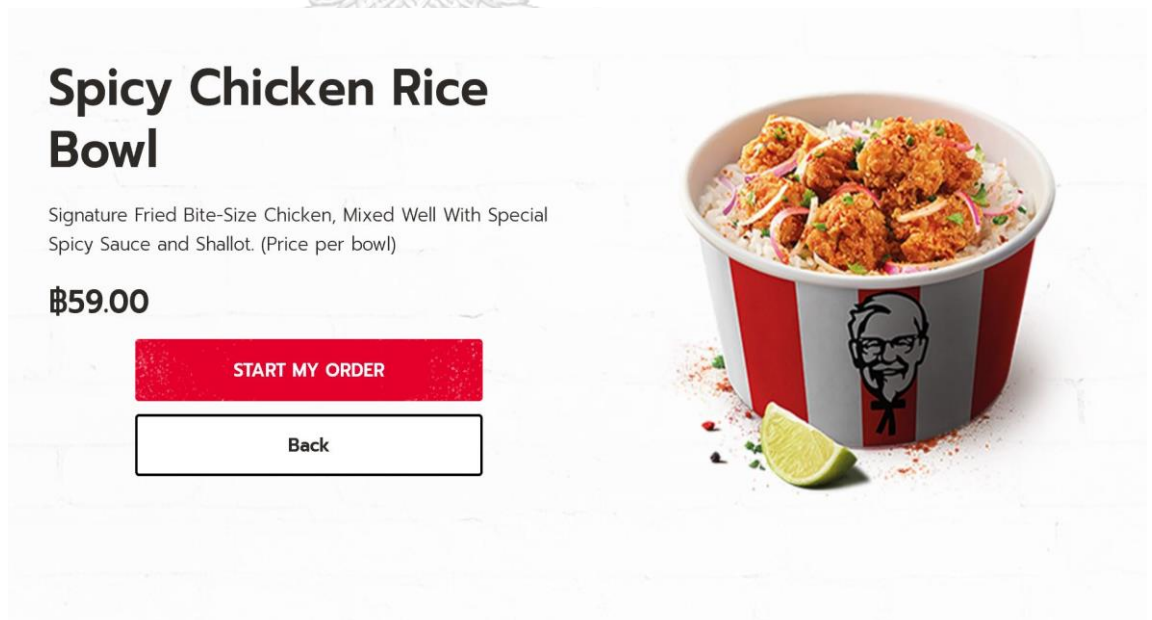 Spicy Chicken Rice
Bowl
Signature Fried Bite-Size Chicken, Mixed Well With Special
Spicy Sauce and Shallot. (Price per bowl)
฿59.00
START MY ORDER
Back